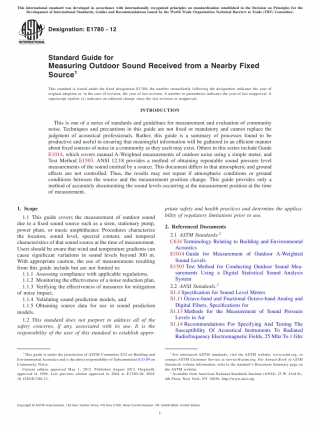 This international standard was developed in accordance with internationally recognized principles on standardization established in the Decision on Principles for the
Development of International Standards, Guides and Recommendations issued by the World Trade Organization Technical Barriers to Trade (TBT) Committee.
Designation: E1780 – 12
Standard Guide for
Measuring Outdoor Sound Received from a Nearby Fixed
Source1
This standard is issued under the fixed designation E1780; the number immediately following the designation indicates the year of
original adoption or, in the case of revision, the year of last revision. A number in parentheses indicates the year of last reapproval. A
superscript epsilon (ε) indicates an editorial change since the last revision or reapproval.
INTRODUCTION
This is one of a series of standards and guidelines for measurement and evaluation of community
noise. Techniques and precautions in this guide are not fixed or mandatory and cannot replace the
judgment of acoustical professionals. Rather, this guide is a summary of processes found to be
productive and useful in ensuring that meaningful information will be gathered in an efficient manner
about fixed sources of noise in a community as they each may exist. Others in this series include Guide
E1014, which covers manual A-Weighted measurements of outdoor noise using a simple meter, and
Test Method E1503. ANSI 12.18 provides a method of obtaining repeatable sound pressure level
measurements of the sound emitted by a source. This document differs in that atmospheric and ground
effects are not controlled. Thus, the results may not repeat if atmospheric conditions or ground
conditions between the source and the measurement position change. This guide provides only a
method of accurately documenting the sound levels occurring at the measurement position at the time
of measurement.
1. Scope
1.1 This guide covers the measurement of outdoor sound
due to a fixed sound source such as a siren, stationary pump,
power plant, or music amphitheater. Procedures characterize
the location, sound level, spectral content, and temporal
characteristics of that sound source at the time of measurement.
Users should be aware that wind and temperature gradients can
cause significant variations in sound levels beyond 300 m.
With appropriate caution, the use of measurements resulting
from this guide include but are not limited to:
1.1.1 Assessing compliance with applicable regulations,
1.1.2 Monitoring the effectiveness of a noise reduction plan,
1.1.3 Verifying the effectiveness of measures for mitigation
of noise impact,
1.1.4 Validating sound prediction models, and
1.1.5 Obtaining source data for use in sound prediction
models.
1.2 This standard does not purport to address all of the
safety concerns, if any, associated with its use. It is the
responsibility of the user of this standard to establish appro-
priate safety and health practices and determine the applica-
bility of regulatory limitations prior to use.
2. Referenced Documents
2.1 ASTM Standards:2
C634 Terminology Relating to Building and Environmental
Acoustics
E1014 Guide for Measurement of Outdoor A-Weighted
Sound Levels
E1503 Test Method for Conducting Outdoor Sound Mea-
surements Using a Digital Statistical Sound Analysis
System
2.2 ANSI Standards:3
S1.4 Specification for Sound Level Meters
S1.11 Octave-band and Fractional Octave-band Analog and
Digital Filters, Specifications for
S1.13 Methods for the Measurement of Sound Pressure
Levels in Air
S1.14 Recommendations For Specifying And Testing The
Susceptibility Of Acoustical Instruments To Radiated
Radiofrequency Electromagnetic Fields, 25 Mhz To 1 Ghz
1 This guide is under the jurisdiction of ASTM Committee E33 on Building and
Environmental Acoustics and is the direct responsibility of Subcommittee E33.09 on
Community Noise.
Current edition approved May 1, 2012. Published August 2012. Originally
approved in 1996. Last previous edition approved in 2004 as E1780-04. DOI:
10.1520/E1780-12.
2 For referenced ASTM standards, visit the ASTM website, www.astm.org, or
contact ASTM Customer Service at service@astm.org. For Annual Book of ASTM
Standards volume information, refer to the standard's Document Summary page on
the ASTM website.
3 Available from American National Standards Institute (ANSI), 25 W. 43rd St.,
4th Floor, New York, NY 10036, http://www.ansi.org.
Copyright © ASTM International, 100 Barr Harbor Drive, PO Box C700, West Conshohocken, PA 19428-2959. United States
1